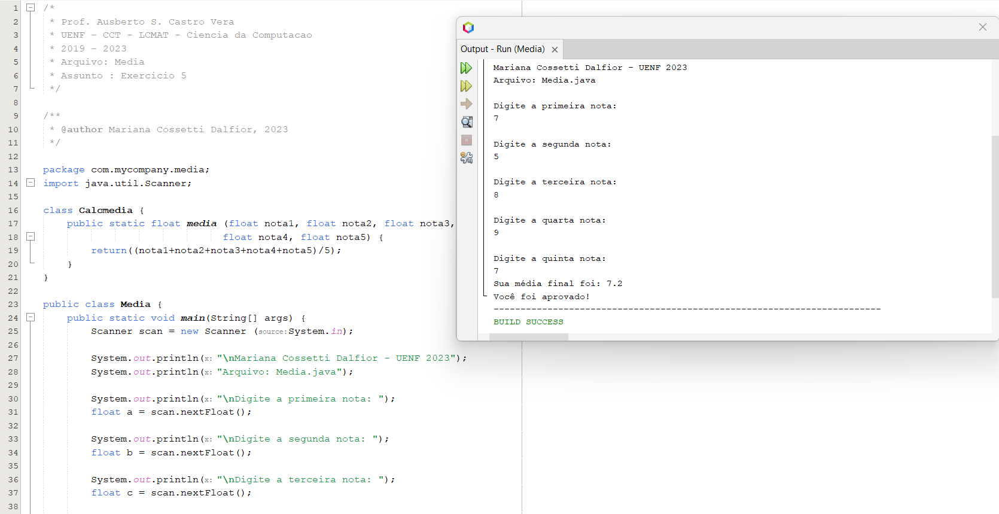 1 /*
2 * Prof. Ausberto S. Castro Vera
3 * UENF - CCT - LCMAT - Ciencia da Computacao
4 * 2019 - 2023
5 * Arquivo: Media
6 * Assunto : Exercicio 5
7 */
8
9 /**
10 * @author Mariana Cossetti Dalfior, 2023
11 */
12
13 package com.mycompany.media;
14 import java.util.Scanner;
15
16 class Calcmedia {
17 public static float media (float nota1, float nota2, float nota3,
18 float nota4, float nota5) {
19 return((nota1+nota2+nota3+nota4+nota5)/5);
20 }
21 }
22
23 public class Media {
24 public static void main(String[] args) {
25 Scanner scan = new Scanner (source:System.in);
26
27 System.out.println(x: "\nMariana Cossetti Dalfior - UENF 2023");
28 System.out.println(x: "Arquivo: Media.java");
29
30 System.out.println(x: "\nDigite a primeira nota: ");
31 float a = scan.nextFloat();
32
33 System.out.println(x: "\nDigite a segunda nota: ");
34 float b = scan.nextFloat();
35
36 System.out.println(x: "\nDigite a terceira nota: ");
37 float c = scan.nextFloat();
38
Output - Run (Media)
Mariana Cossetti Dalfior - UENF 2023
Arquivo: Media.java
Digite a primeira nota:
7
Digite a segunda nota:
5
Digite a terceira nota:
8
Digite a quarta nota:
9
Digite a quinta nota:
7
Sua média final foi: 7.2
Você foi aprovado!
------------------------------------------------------------------------
BUILD SUCCESS